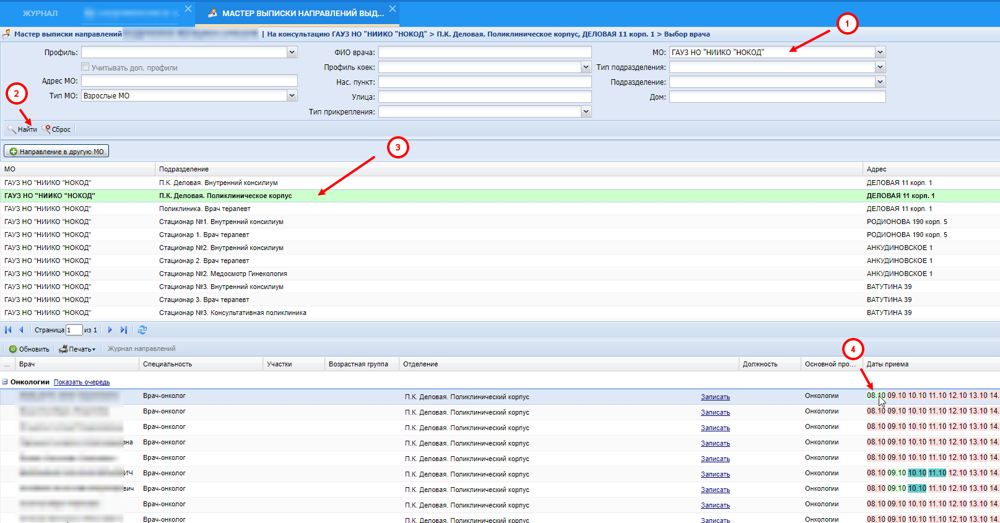 ЖУРНАЛ
МАСТЕР ВЫПИСКИ НАПРАВЛЕНИЙ ВЫД...
Мастер выписки направлений | На консультацию ГАУЗ НО "НИИКО "НОКОД" > П.К. Деловая. Поликлиническое корпус, ДЕЛОВАЯ 11 корп. 1 > Выбор врача
1
Профиль: ФИО врача: МО: ГАУЗ НО "НИИКО "НОКОД"
Учитывать доп. профили Профиль коек: Тип подразделения:
Адрес МО: Нас. пункт: Подразделение:
2
Тип МО: Взрослые МО Улица: Дом:
Тип прикрепления:
Найти Сброс
3
Направление в другую МО
МО Подразделение Адрес
ГАУЗ НО "НИИКО "НОКОД" П.К. Деловая. Внутренний консилиум ДЕЛОВАЯ 11 корп. 1
ГАУЗ НО "НИИКО "НОКОД" П.К. Деловая. Поликлиническое корпус ДЕЛОВАЯ 11 корп. 1
ГАУЗ НО "НИИКО "НОКОД" Поликлиника. Врач терапевт ДЕЛОВАЯ 11 корп. 1
ГАУЗ НО "НИИКО "НОКОД" Стационар №1. Внутренний консилиум РОДИОНОВА 190 корп. 5
ГАУЗ НО "НИИКО "НОКОД" Стационар 1. Врач терапевт РОДИОНОВА 190 корп. 5
ГАУЗ НО "НИИКО "НОКОД" Стационар №2. Внутренний консилиум АНКУДИНОВСКОЕ 1
ГАУЗ НО "НИИКО "НОКОД" Стационар 2. Врач терапевт АНКУДИНОВСКОЕ 1
ГАУЗ НО "НИИКО "НОКОД" Стационар №2. Медосмотр Гинекология АНКУДИНОВСКОЕ 1
ГАУЗ НО "НИИКО "НОКОД" Стационар №3. Внутренний консилиум ВАТУТИНА 39
ГАУЗ НО "НИИКО "НОКОД" Стационар 3. Врач терапевт ВАТУТИНА 39
ГАУЗ НО "НИИКО "НОКОД" Стационар №3. Консультативная поликлиника ВАТУТИНА 39
Страница 1 из 1
Обновить Печать Журнал направлений
4
... Врач Специальность Участки Возрастная группа Отделение Должность Основной про... Даты приема
Онкологии Показать очередь
Врач-онколог П.К. Деловая. Поликлинический корпус Записать Онкологии 08.10 09.10 10.10 11.10 12.10 13.10 14.
Врач-онколог П.К. Деловая. Поликлинический корпус Записать Онкологии 08.10 09.10 10.10 11.10 12.10 13.10 14.
Врач-онколог П.К. Деловая. Поликлинический корпус Записать Онкологии 08.10 09.10 10.10 11.10 12.10 13.10 14.
вна Врач-онколог П.К. Деловая. Поликлинический корпус Записать Онкологии 08.10 09.10 10.10 11.10 12.10 13.10 14.
Врач-онколог П.К. Деловая. Поликлинический корпус Записать Онкологии 08.10 09.10 10.10 11.10 12.10 13.10 14.
ИЧ Врач-онколог П.К. Деловая. Поликлинический корпус Записать Онкологии 08.10 09.10 10.10 11.10 12.10 13.10 14.
вич Врач-онколог П.К. Деловая. Поликлинический корпус Записать Онкологии 08.10 09.10 10.10 11.10 12.10 13.10 14.
Врач-онколог П.К. Деловая. Поликлинический корпус Записать Онкологии 08.10 09.10 10.10 11.10 12.10 13.10 14.
Врач-онколог П.К. Деловая. Поликлинический корпус Записать Онкологии 08.10 09.10 10.10 11.10 12.10 13.10 14.